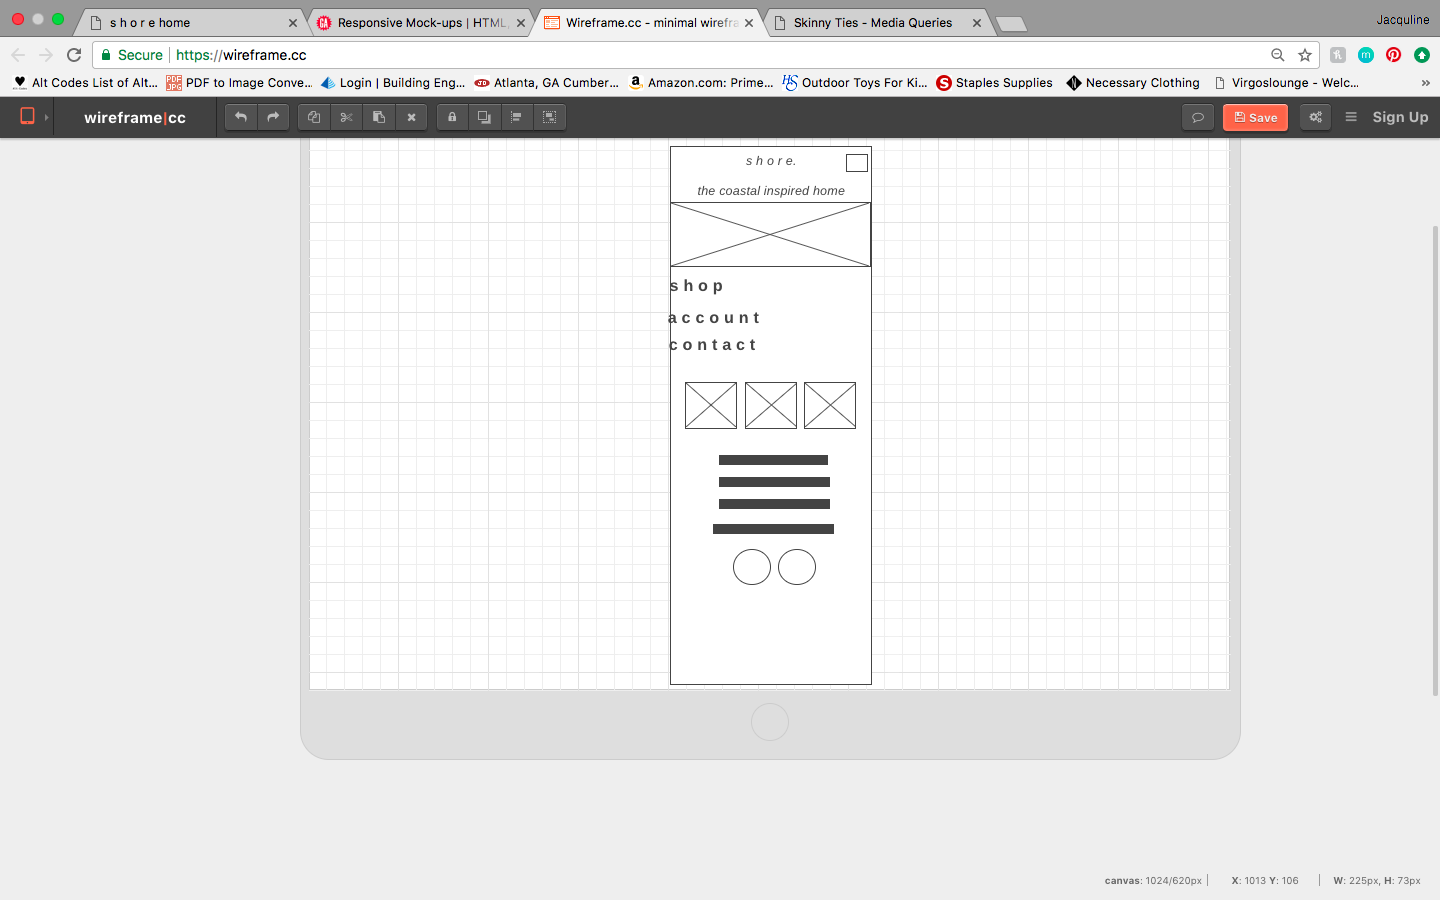 s h o r e home
Responsive Mock-ups | HTML,
Wireframe.cc - minimal wirefra
Skinny Ties - Media Queries
Jacquline
Secure | https://wireframe.cc
Alt Codes List of Alt...
PDF to Image Conve...
Login | Building Eng...
JD Atlanta, GA Cumber...
a Amazon.com: Prime...
HS Outdoor Toys For Ki...
S Staples Supplies
Necessary Clothing
Virgoslounge - Welc...
»
wireframe|cc
Save
Sign Up
s h o r e.
the coastal inspired home
s h o p
a c c o u n t
c o n t a c t
canvas: 1024/620px | X: 1013 Y: 106 | W: 225px, H: 73px